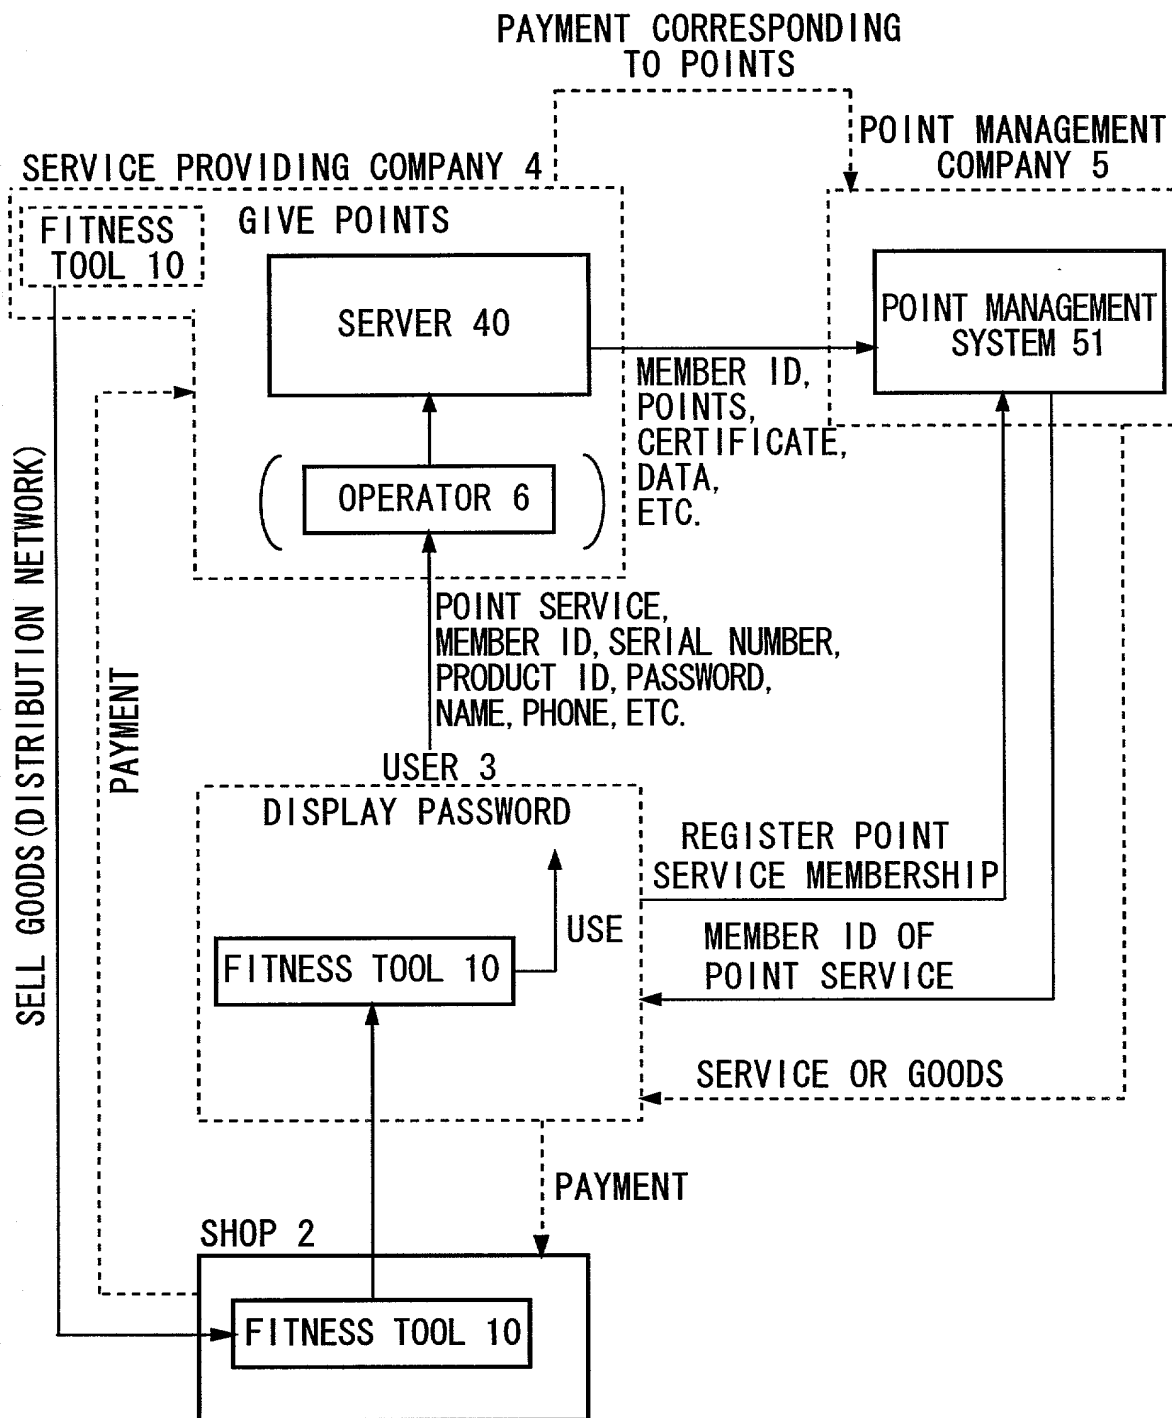 PAYMENT CORRESPONDING
TO POINTS
POINT MANAGEMENT
COMPANY 5
SERVICE PROVIDING COMPANY 4
FITNESS
TOOL 10
GIVE POINTS
SERVER 40
POINT MANAGEMENT
SYSTEM 51
MEMBER ID,
POINTS,
CERTIFICATE,
DATA,
ETC.
OPERATOR 6
SELL GOODS(DISTRIBUTION NETWORK)
PAYMENT
POINT SERVICE,
MEMBER ID, SERIAL NUMBER,
PRODUCT ID, PASSWORD,
NAME, PHONE, ETC.
USER 3
DISPLAY PASSWORD
REGISTER POINT
SERVICE MEMBERSHIP
USE
FITNESS TOOL 10
MEMBER ID OF
POINT SERVICE
SERVICE OR GOODS
PAYMENT
SHOP 2
FITNESS TOOL 10